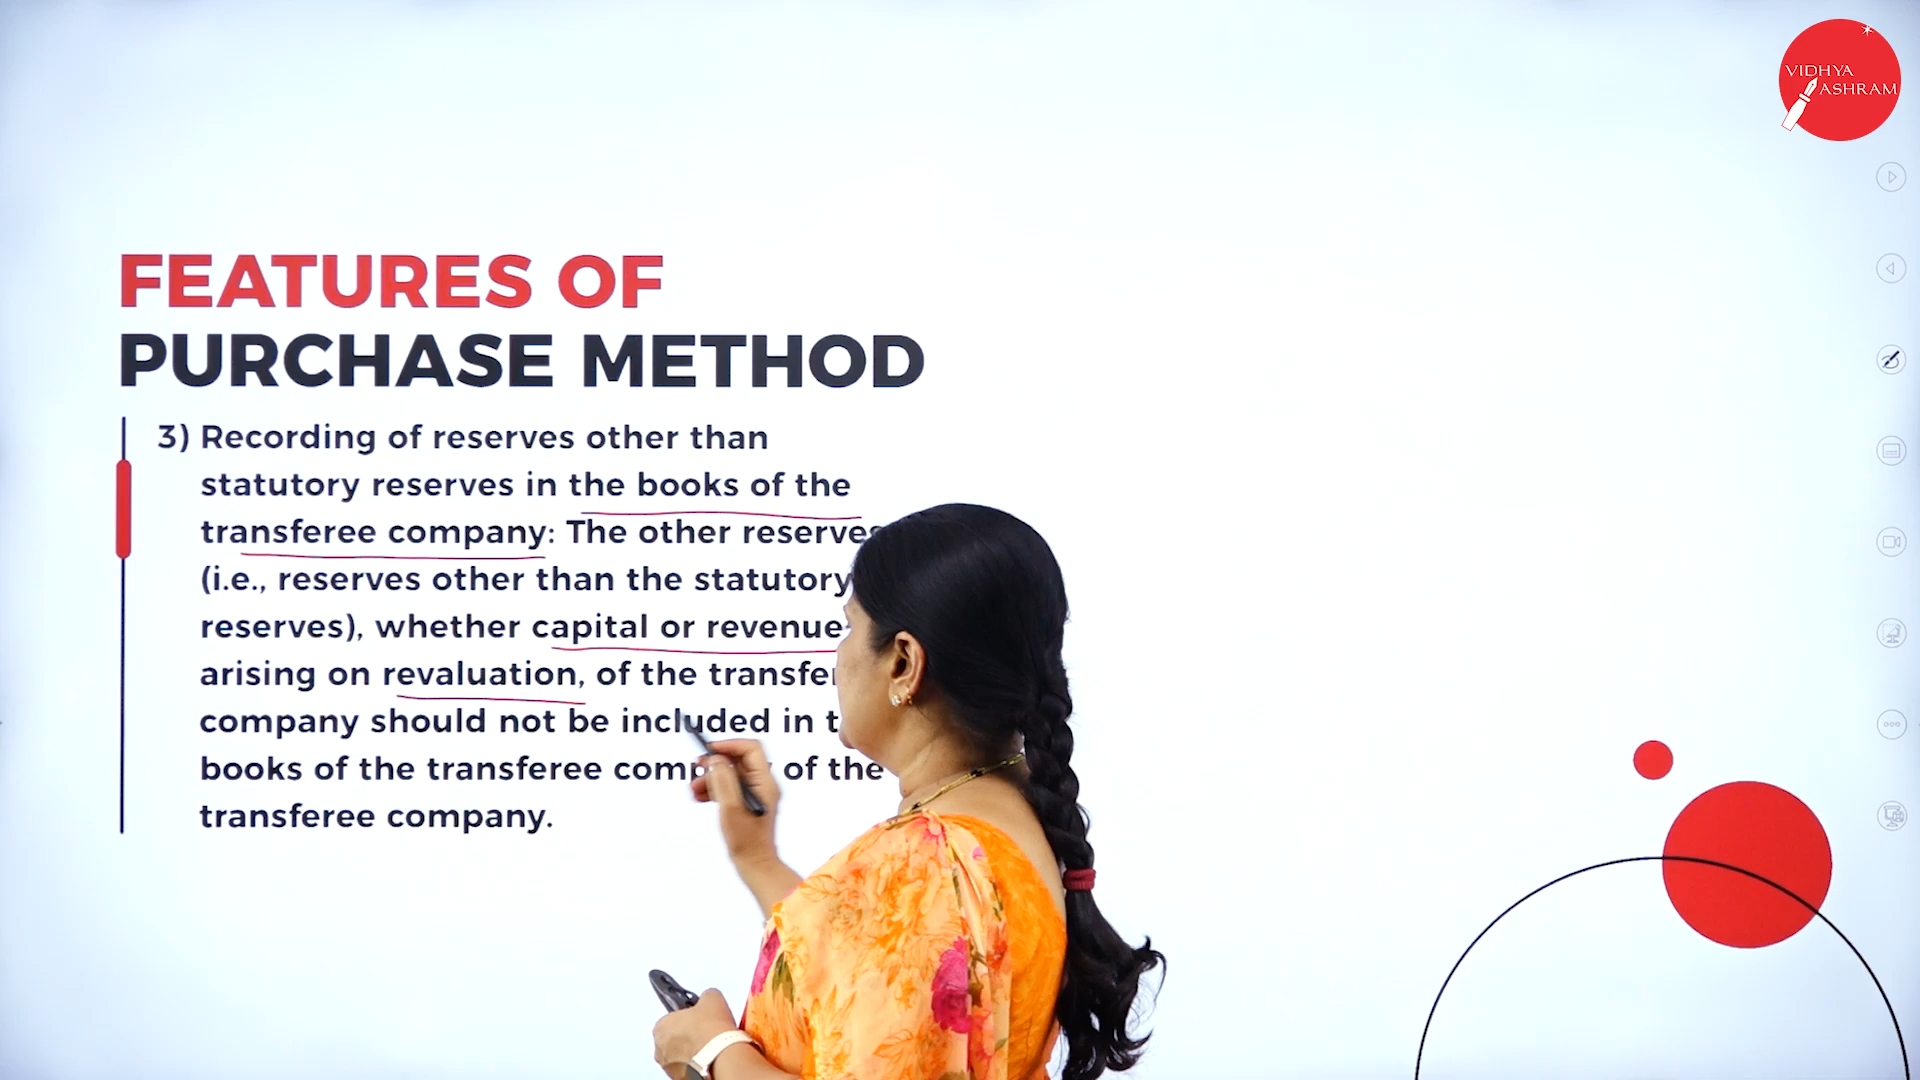 VIDHYA
ASHRAM
FEATURES OF
PURCHASE METHOD
3) Recording of reserves other than
statutory reserves in the books of the
transferee company: The other reserves
(i.e., reserves other than the statutory
reserves), whether capital or revenue
arising on revaluation, of the
company should not be included in
books of the transferee of the
transferee company.